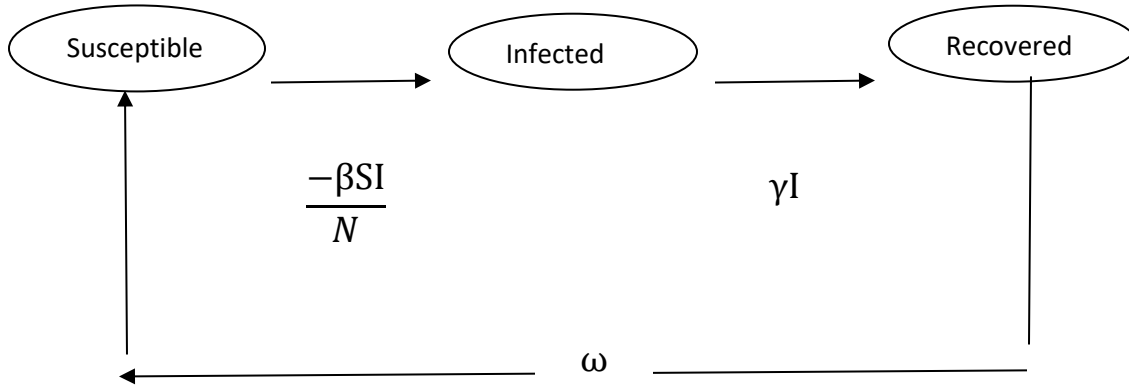 Susceptible
Infected
Recovered
−βSI
N
γI
ω